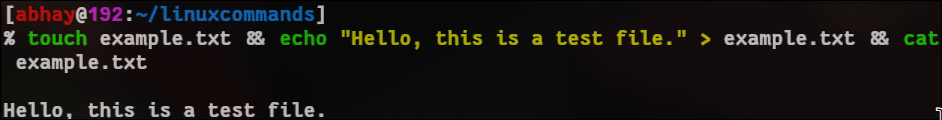 [abhay@192:~/linuxcommands]
% touch example.txt && echo "Hello, this is a test file." > example.txt && cat
example.txt
Hello, this is a test file.